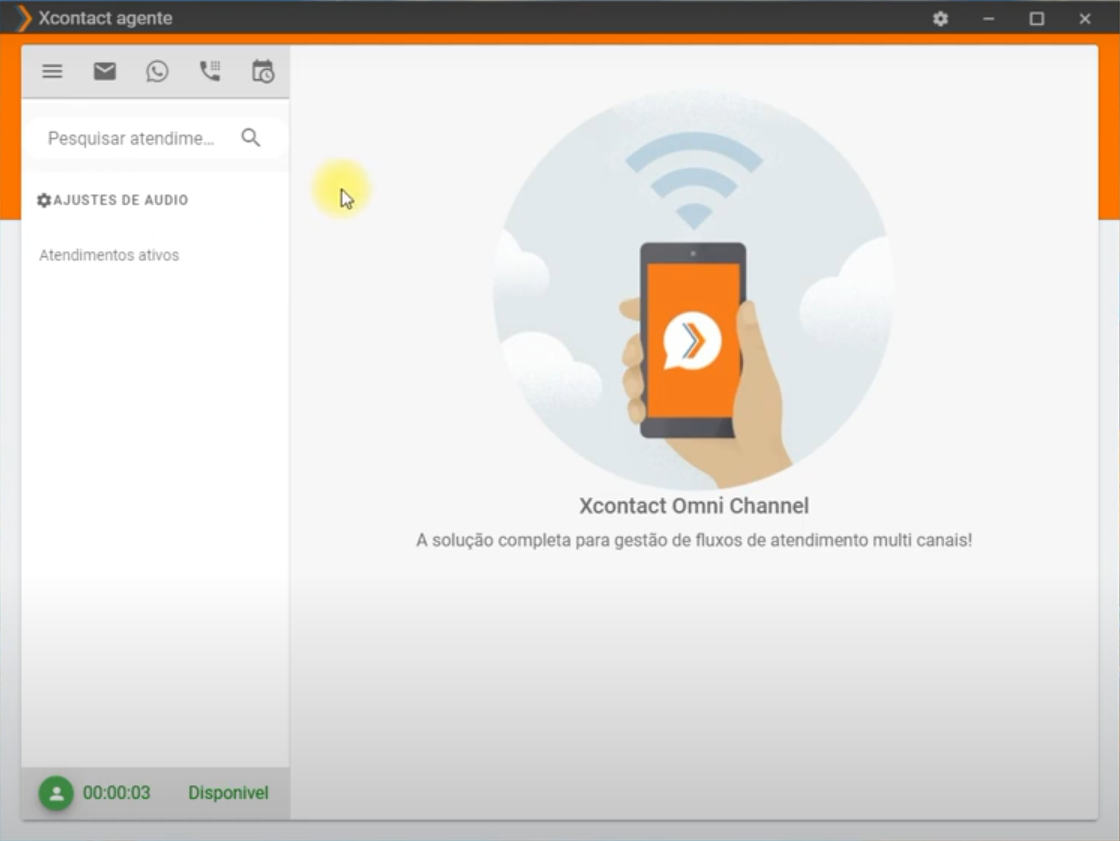 Xcontact agente
Pesquisar atendime...
AJUSTES DE AUDIO
Atendimentos ativos
Xcontact Omni Channel
A solução completa para gestão de fluxos de atendimento multi canais!
00:00:03 Disponivel